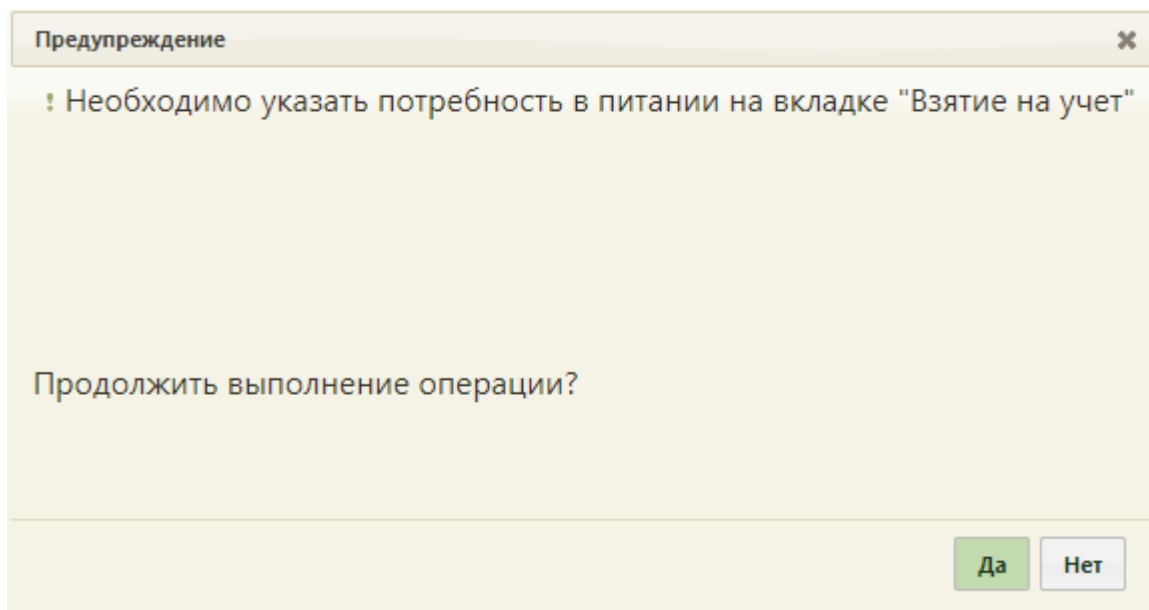 Предупреждение
! Необходимо указать потребность в питании на вкладке "Взятие на учет"
Продолжить выполнение операции?
Да Нет